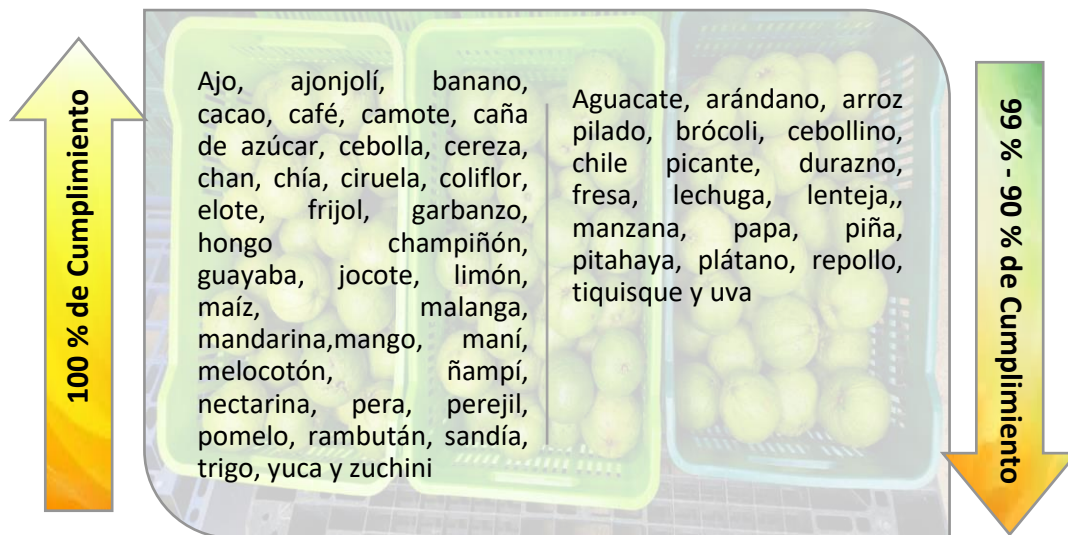 100 % de Cumplimiento
Ajo, ajonjolí, banano,
cacao, café, camote, caña
de azúcar, cebolla, cereza,
chan, chía, ciruela, coliflor,
elote, frijol, garbanzo,
hongo champiñón,
guayaba, jocote, limón,
maíz, malanga,
mandarina,mango, maní,
melocotón, ñampí,
nectarina, pera, perejil,
pomelo, rambután, sandía,
trigo, yuca y zuchini
Aguacate, arándano, arroz
pilado, brócoli, cebollino,
chile picante, durazno,
fresa, lechuga, lenteja,,
manzana, papa, piña,
pitahaya, plátano, repollo,
tiquisque y uva
99 % - 90 % de Cumplimiento